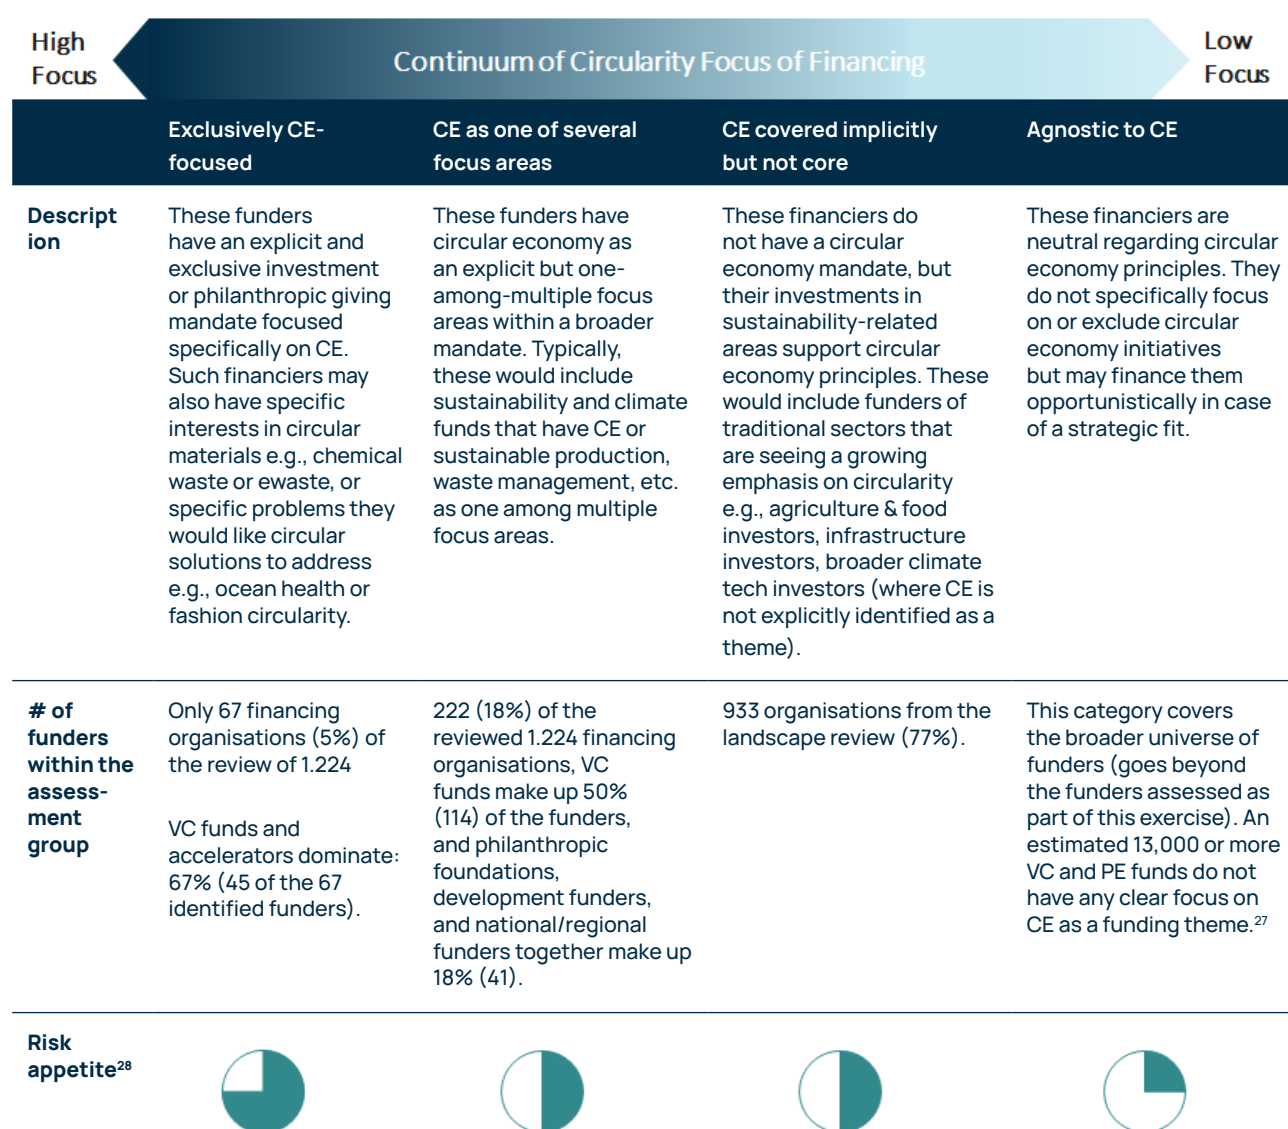 High
Focus
Continuum of Circularity Focus of Financing
Low
Focus
Exclusively CE-
focused
CE as one of several
focus areas
CE covered implicitly
but not core
Agnostic to CE
Descript
ion
These funders
have an explicit and
exclusive investment
or philanthropic giving
mandate focused
specifically on CE.
Such financiers may
also have specific
interests in circular
materials e.g., chemical
waste or ewaste, or
specific problems they
would like circular
solutions to address
e.g., ocean health or
fashion circularity.
These funders have
circular economy as
an explicit but one-
among-multiple focus
areas within a broader
mandate. Typically,
these would include
sustainability and climate
funds that have CE or
sustainable production,
waste management, etc.
as one among multiple
focus areas.
These financiers do
not have a circular
economy mandate, but
their investments in
sustainability-related
areas support circular
economy principles. These
would include funders of
traditional sectors that
are seeing a growing
emphasis on circularity
e.g., agriculture & food
investors, infrastructure
investors, broader climate
tech investors (where CE is
not explicitly identified as a
theme).
These financiers are
neutral regarding circular
economy principles. They
do not specifically focus
on or exclude circular
economy initiatives
but may finance them
opportunistically in case
of a strategic fit.
# of
funders
within the
assess-
ment
group
Only 67 financing
organisations (5%) of
the review of 1.224
VC funds and
accelerators dominate:
67% (45 of the 67
identified funders).
222 (18%) of the
reviewed 1.224 financing
organisations, VC
funds make up 50%
(114) of the funders,
and philanthropic
foundations,
development funders,
and national/regional
funders together make up
18% (41).
933 organisations from the
landscape review (77%).
This category covers
the broader universe of
funders (goes beyond
the funders assessed as
part of this exercise). An
estimated 13,000 or more
VC and PE funds do not
have any clear focus on
CE as a funding theme.27
Risk
appetite28